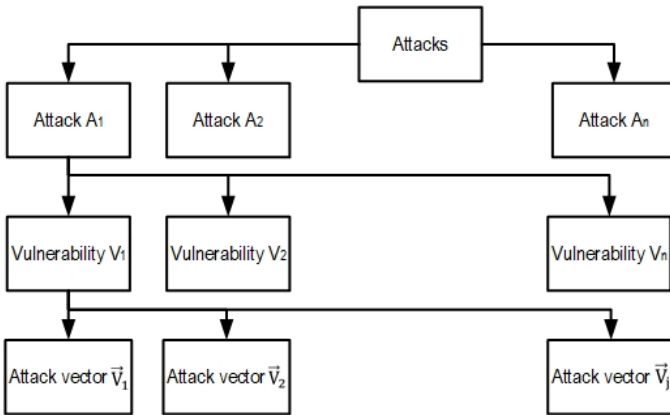 Attacks
Attack A₁
Attack A₂
Attack Aₙ
Vulnerability V₁
Vulnerability V₂
Vulnerability Vₙ
Attack vector V⃗₁
Attack vector V⃗₂
Attack vector V⃗ⱼ